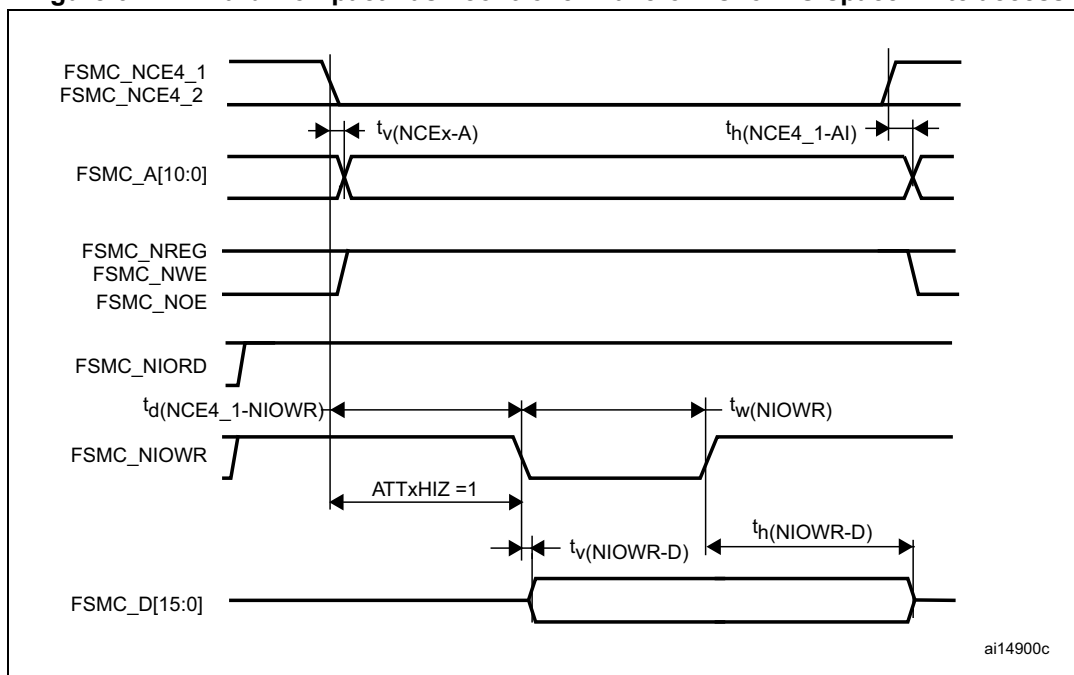 FSMC_NCE4_1
FSMC_NCE4_2
tv(NCEx-A)
th(NCE4_1-AI)
FSMC_A[10:0]
FSMC_NREG
FSMC_NWE
FSMC_NOE
FSMC_NIORD
td(NCE4_1-NIOWR)
tw(NIOWR)
FSMC_NIOWR
ATTxHIZ =1
th(NIOWR-D)
tv(NIOWR-D)
FSMC_D[15:0]
ai14900c